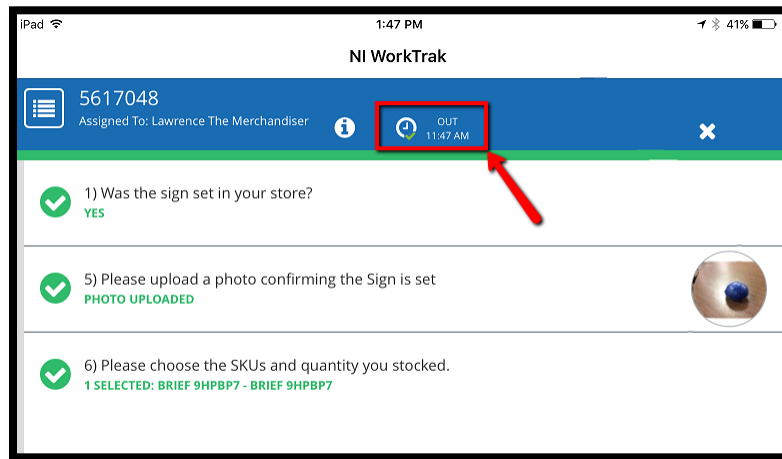 iPad 1:47 PM 41%
NI WorkTrak
5617048
Assigned To: Lawrence The Merchandiser
OUT
11:47 AM
1) Was the sign set in your store?
YES
5) Please upload a photo confirming the Sign is set
PHOTO UPLOADED
6) Please choose the SKUs and quantity you stocked.
1 SELECTED: BRIEF 9HPBP7 - BRIEF 9HPBP7